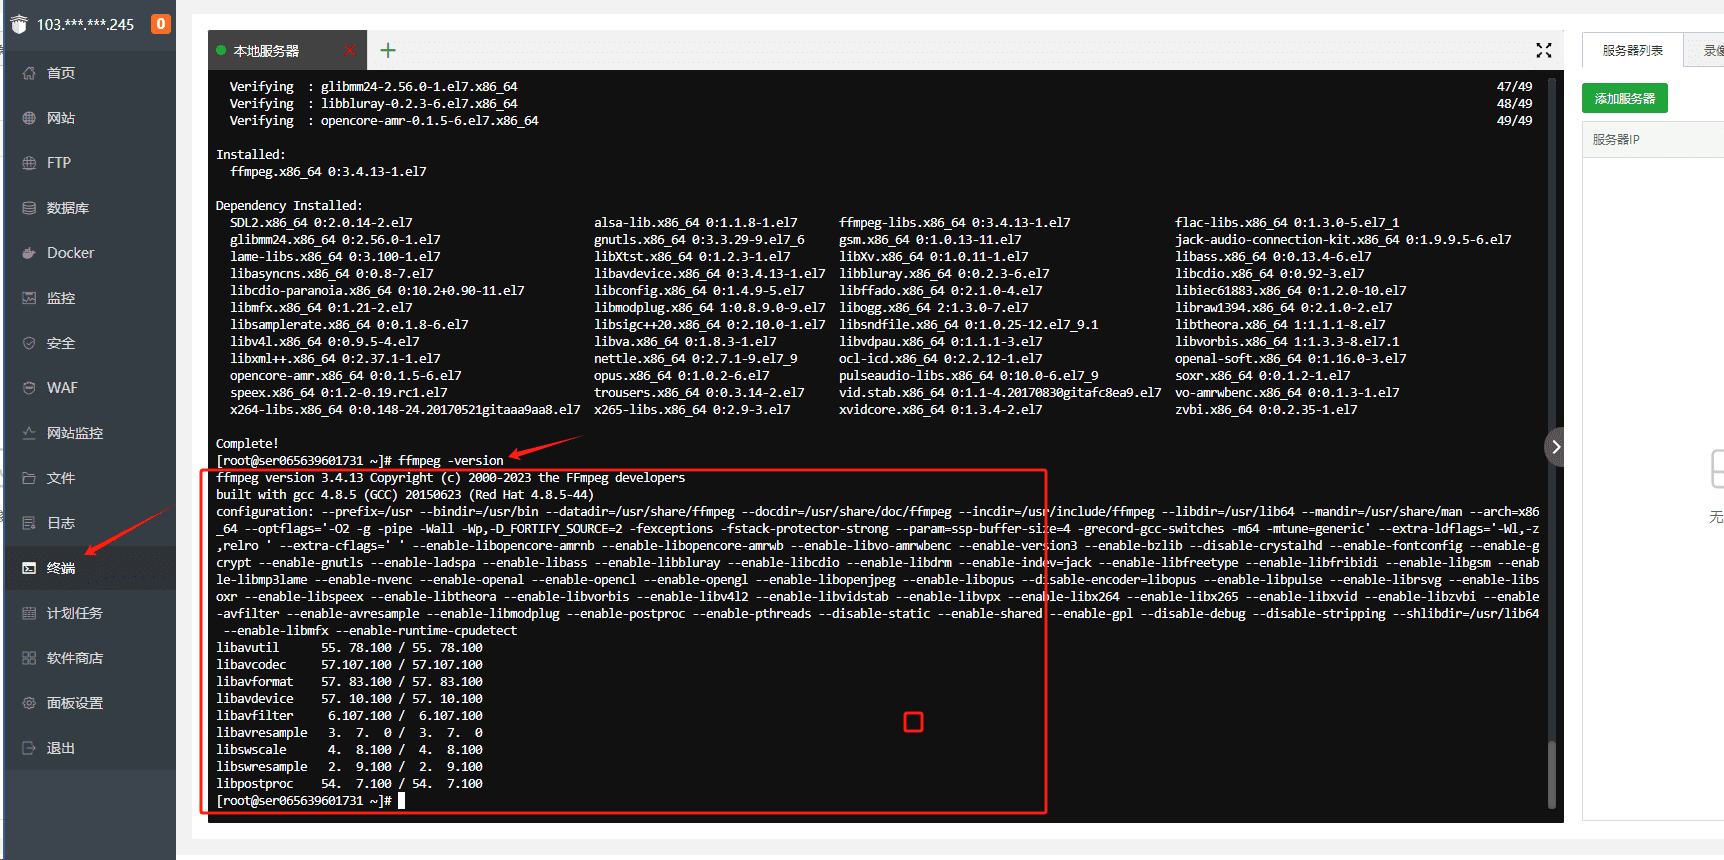 103.***.***.245 0
首页
网站
FTP
数据库
Docker
监控
安全
WAF
网站监控
文件
日志
终端
计划任务
软件商店
面板设置
退出
本地服务器
Verifying  : glibmm24-2.56.0-1.el7.x86_64 47/49
Verifying  : libbluray-0.2.3-6.el7.x86_64 48/49
Verifying  : opencore-amr-0.1.5-6.el7.x86_64 49/49
Installed:
ffmpeg.x86_64 0:3.4.13-1.el7
Dependency Installed:
SDL2.x86_64 0:2.0.14-2.el7 alsa-lib.x86_64 0:1.1.8-1.el7 ffmpeg-libs.x86_64 0:3.4.13-1.el7 flac-libs.x86_64 0:1.3.0-5.el7_1
glibmm24.x86_64 0:2.56.0-1.el7 gnutls.x86_64 0:3.3.29-9.el7_6 gsm.x86_64 0:1.0.13-11.el7 jack-audio-connection-kit.x86_64 0:1.9.9.5-6.el7
lame-libs.x86_64 0:3.100-1.el7 libXtst.x86_64 0:1.2.3-1.el7 libXv.x86_64 0:1.0.11-1.el7 libass.x86_64 0:0.13.4-6.el7
libasyncns.x86_64 0:0.8-7.el7 libavdevice.x86_64 0:3.4.13-1.el7 libbluray.x86_64 0:0.2.3-6.el7 libcdio.x86_64 0:0.92-3.el7
libcdio-paranoia.x86_64 0:10.2+0.90-11.el7 libconfig.x86_64 0:1.4.9-5.el7 libffado.x86_64 0:2.1.0-4.el7 libiec61883.x86_64 0:1.2.0-10.el7
libmfx.x86_64 0:1.21-2.el7 libmodplug.x86_64 1:0.8.9.0-9.el7 libogg.x86_64 2:1.3.0-7.el7 libraw1394.x86_64 0:2.1.0-2.el7
libsamplerate.x86_64 0:0.1.8-6.el7 libsigc++20.x86_64 0:2.10.0-1.el7 libsndfile.x86_64 0:1.0.25-12.el7_9.1 libtheora.x86_64 1:1.1.1-8.el7
libv4l.x86_64 0:0.9.5-4.el7 libva.x86_64 0:1.8.3-1.el7 libvdpau.x86_64 0:1.1.1-3.el7 libvorbis.x86_64 1:1.3.3-8.el7.1
libxml++.x86_64 0:2.37.1-1.el7 nettle.x86_64 0:2.7.1-9.el7_9 ocl-icd.x86_64 0:2.2.12-1.el7 openal-soft.x86_64 0:1.16.0-3.el7
opencore-amr.x86_64 0:0.1.5-6.el7 opus.x86_64 0:1.0.2-6.el7 pulseaudio-libs.x86_64 0:10.0-6.el7_9 soxr.x86_64 0:0.1.2-1.el7
speex.x86_64 0:1.2-0.19.rc1.el7 trousers.x86_64 0:0.3.14-2.el7 vid.stab.x86_64 0:1.1-4.20170830gitafc8ea9.el7 vo-amrwbenc.x86_64 0:0.1.3-1.el7
x264-libs.x86_64 0:0.148-24.20170521gitaaa9aa8.el7 x265-libs.x86_64 0:2.9-3.el7 xvidcore.x86_64 0:1.3.4-2.el7 zvbi.x86_64 0:0.2.35-1.el7
Complete!
[root@ser065639601731 ~]# ffmpeg -version
ffmpeg version 3.4.13 Copyright (c) 2000-2023 the FFmpeg developers
built with gcc 4.8.5 (GCC) 20150623 (Red Hat 4.8.5-44)
configuration: --prefix=/usr --bindir=/usr/bin --datadir=/usr/share/ffmpeg --docdir=/usr/share/doc/ffmpeg --incdir=/usr/include/ffmpeg --libdir=/usr/lib64 --mandir=/usr/share/man --arch=x86
_64 --optflags='-O2 -g -pipe -Wall -Wp,-D_FORTIFY_SOURCE=2 -fexceptions -fstack-protector-strong --param=ssp-buffer-size=4 -grecord-gcc-switches -m64 -mtune=generic' --extra-ldflags='-Wl,-z
,relro ' --extra-cflags=' ' --enable-libopencore-amrnb --enable-libopencore-amrwb --enable-libvo-amrwbenc --enable-version3 --enable-bzlib --disable-crystalhd --enable-fontconfig --enable-g
crypt --enable-gnutls --enable-ladspa --enable-libass --enable-libbluray --enable-libcdio --enable-libdrm --enable-indev=jack --enable-libfreetype --enable-libfribidi --enable-libgsm --enab
le-libmp3lame --enable-nvenc --enable-openal --enable-opencl --enable-opengl --enable-libopenjpeg --enable-libopus --disable-encoder=libopus --enable-libpulse --enable-librsvg --enable-libs
oxr --enable-libspeex --enable-libtheora --enable-libvorbis --enable-libv4l2 --enable-libvidstab --enable-libvpx --enable-libx264 --enable-libx265 --enable-libxvid --enable-libzvbi --enable
-avfilter --enable-avresample --enable-libmodplug --enable-postproc --enable-pthreads --disable-static --enable-shared --enable-gpl --disable-debug --disable-stripping --shlibdir=/usr/lib64
--enable-libmfx --enable-runtime-cpudetect
libavutil      55. 78.100 / 55. 78.100
libavcodec     57.107.100 / 57.107.100
libavformat    57. 83.100 / 57. 83.100
libavdevice    57. 10.100 / 57. 10.100
libavfilter     6.107.100 /  6.107.100
libavresample   3.  7.  0 /  3.  7.  0
libswscale      4.  8.100 /  4.  8.100
libswresample   2.  9.100 /  2.  9.100
libpostproc    54.  7.100 / 54.  7.100
[root@ser065639601731 ~]#
服务器列表
录像
添加服务器
服务器IP
无